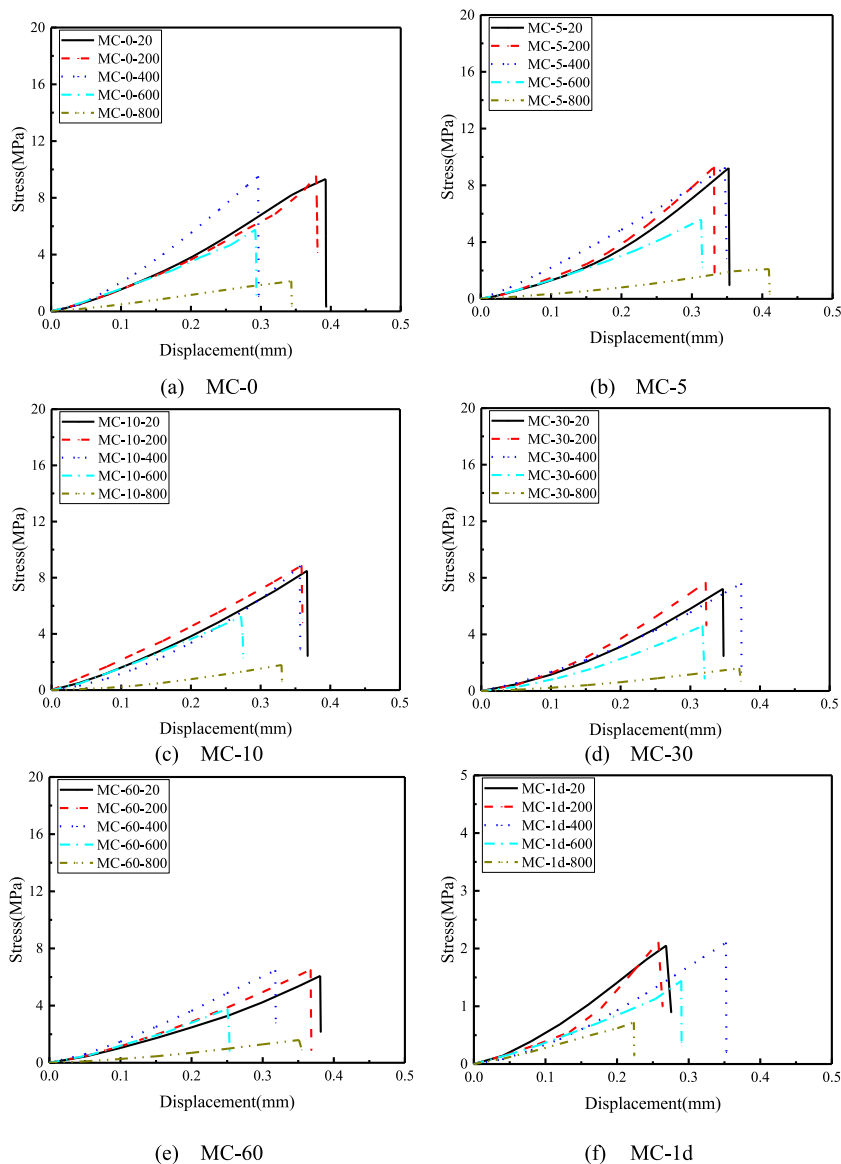 20
16
12
8
4
0
Stress(MPa)
MC-0-20
MC-0-200
MC-0-400
MC-0-600
MC-0-800
0.0 0.1 0.2 0.3 0.4 0.5
Displacement(mm)
(a) MC-0
20
16
12
8
4
0
Stress(MPa)
MC-5-20
MC-5-200
MC-5-400
MC-5-600
MC-5-800
0.0 0.1 0.2 0.3 0.4 0.5
Displacement(mm)
(b) MC-5
20
16
12
8
4
0
Stress(MPa)
MC-10-20
MC-10-200
MC-10-400
MC-10-600
MC-10-800
0.0 0.1 0.2 0.3 0.4 0.5
Displacement(mm)
(c) MC-10
20
16
12
8
4
0
Stress(MPa)
MC-30-20
MC-30-200
MC-30-400
MC-30-600
MC-30-800
0.0 0.1 0.2 0.3 0.4 0.5
Displacement(mm)
(d) MC-30
20
16
12
8
4
0
Stress(MPa)
MC-60-20
MC-60-200
MC-60-400
MC-60-600
MC-60-800
0.0 0.1 0.2 0.3 0.4 0.5
Displacement(mm)
(e) MC-60
5
4
3
2
1
0
Stress(MPa)
MC-1d-20
MC-1d-200
MC-1d-400
MC-1d-600
MC-1d-800
0.0 0.1 0.2 0.3 0.4 0.5
Displacement(mm)
(f) MC-1d